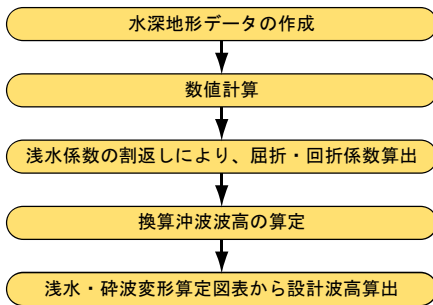 水深地形データの作成
数値計算
浅水係数の割返しにより、屈折・回折係数算出
換算沖波波高の算定
浅水・砕波変形算定図表から設計波高算出